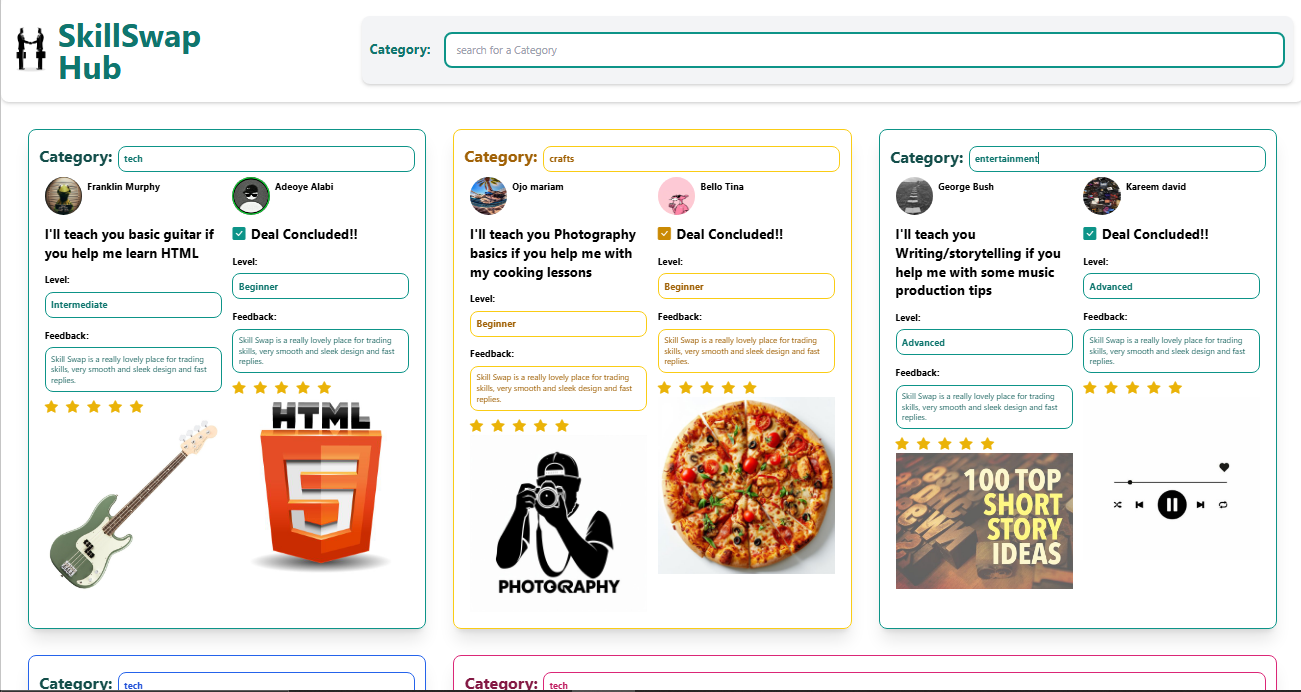 SkillSwap
Hub
Category:
search for a Category
Category:
tech
Franklin Murphy
I'll teach you basic guitar if
you help me learn HTML
Level:
Intermediate
Feedback:
Skill Swap is a really lovely place for trading
skills, very smooth and sleek design and fast
replies.
Adeoye Alabi
Deal Concluded!!
Level:
Beginner
Feedback:
Skill Swap is a really lovely place for trading
skills, very smooth and sleek design and fast
replies.
HTML
5
Category:
crafts
Ojo mariam
I'll teach you Photography
basics if you help me with
my cooking lessons
Level:
Beginner
Feedback:
Skill Swap is a really lovely place for trading
skills, very smooth and sleek design and fast
replies.
PHOTOGRAPHY
Bello Tina
Deal Concluded!!
Level:
Beginner
Feedback:
Skill Swap is a really lovely place for trading
skills, very smooth and sleek design and fast
replies.
Category:
entertainment
George Bush
I'll teach you
Writing/storytelling if you
help me with some music
production tips
Level:
Advanced
Feedback:
Skill Swap is a really lovely place for trading
skills, very smooth and sleek design and fast
replies.
100 TOP
SHORT
STORY
IDEAS
Kareem david
Deal Concluded!!
Level:
Advanced
Feedback:
Skill Swap is a really lovely place for trading
skills, very smooth and sleek design and fast
replies.
Category:
tech
Category:
tech